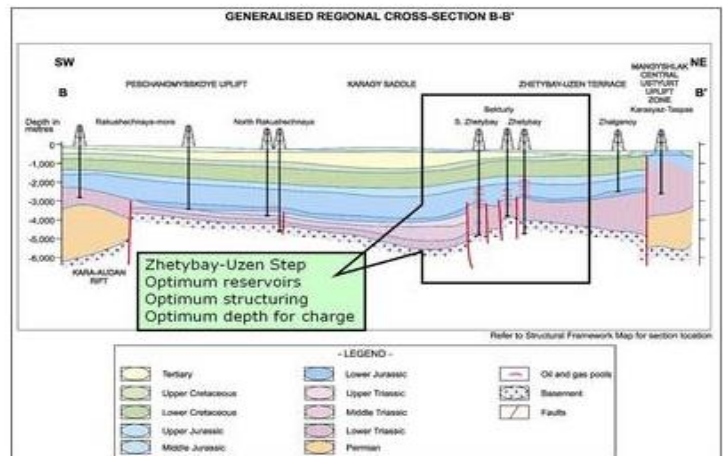 GENERALISED REGIONAL CROSS-SECTION B-B'
SW
NE
B
B'
PESCHANOMYSSKOYE UPLIFT
KARAGY SADDLE
ZHETYBAY-UZEN TERRACE
MANGYSHLAK
CENTRAL
USTYURT
UPLIFT
ZONE
Karasyaz-Taspas
Bekturly
Rakushechnaya-more
North Rakushechnaya
S. Zhetybay
Zhetybay
Zhalganoy
Depth in
metres
0
-1,000
-2,000
-3,000
-4,000
-5,000
-6,000
KARA-AUDAN
RIFT
Zhetybay-Uzen Step
Optimum reservoirs
Optimum structuring
Optimum depth for charge
Refer to Structural Framework Map for section location
- LEGEND -
Tertiary
Upper Cretaceous
Lower Cretaceous
Upper Jurassic
Middle Jurassic
Lower Jurassic
Upper Triassic
Middle Triassic
Lower Triassic
Permian
Oil and gas pools
Basement
Faults